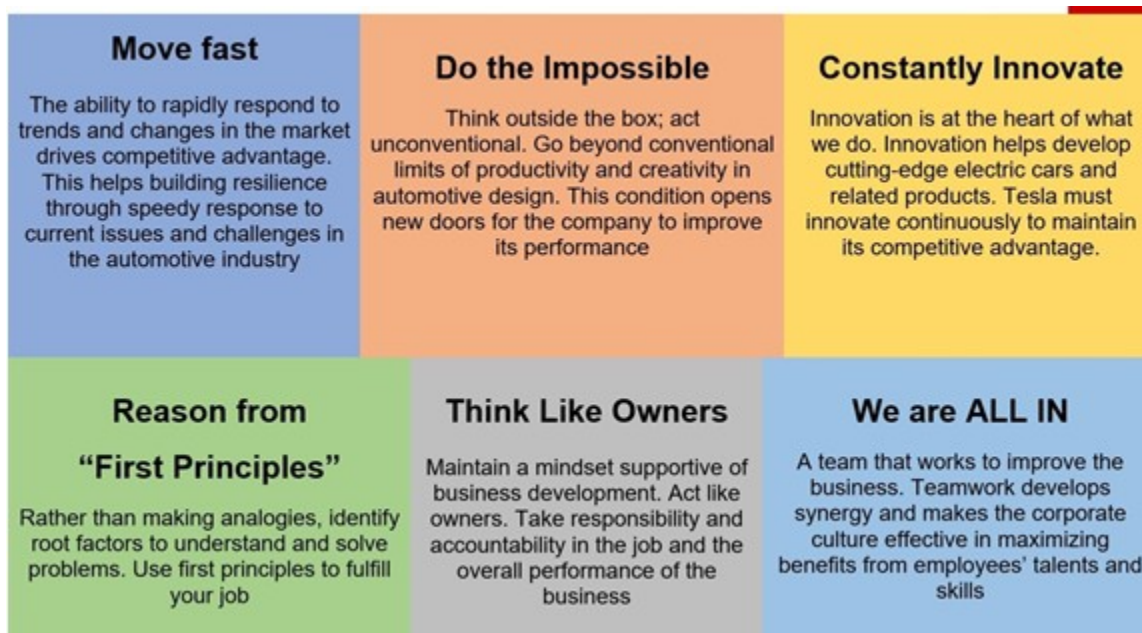 Move fast
The ability to rapidly respond to
trends and changes in the market
drives competitive advantage.
This helps building resilience
through speedy response to
current issues and challenges in
the automotive industry
Do the Impossible
Think outside the box; act
unconventional. Go beyond conventional
limits of productivity and creativity in
automotive design. This condition opens
new doors for the company to improve
its performance
Constantly Innovate
Innovation is at the heart of what
we do. Innovation helps develop
cutting-edge electric cars and
related products. Tesla must
innovate continuously to maintain
its competitive advantage.
Reason from
“First Principles”
Rather than making analogies, identify
root factors to understand and solve
problems. Use first principles to fulfill
your job
Think Like Owners
Maintain a mindset supportive of
business development. Act like
owners. Take responsibility and
accountability in the job and the
overall performance of the
business
We are ALL IN
A team that works to improve the
business. Teamwork develops
synergy and makes the corporate
culture effective in maximizing
benefits from employees’ talents and
skills